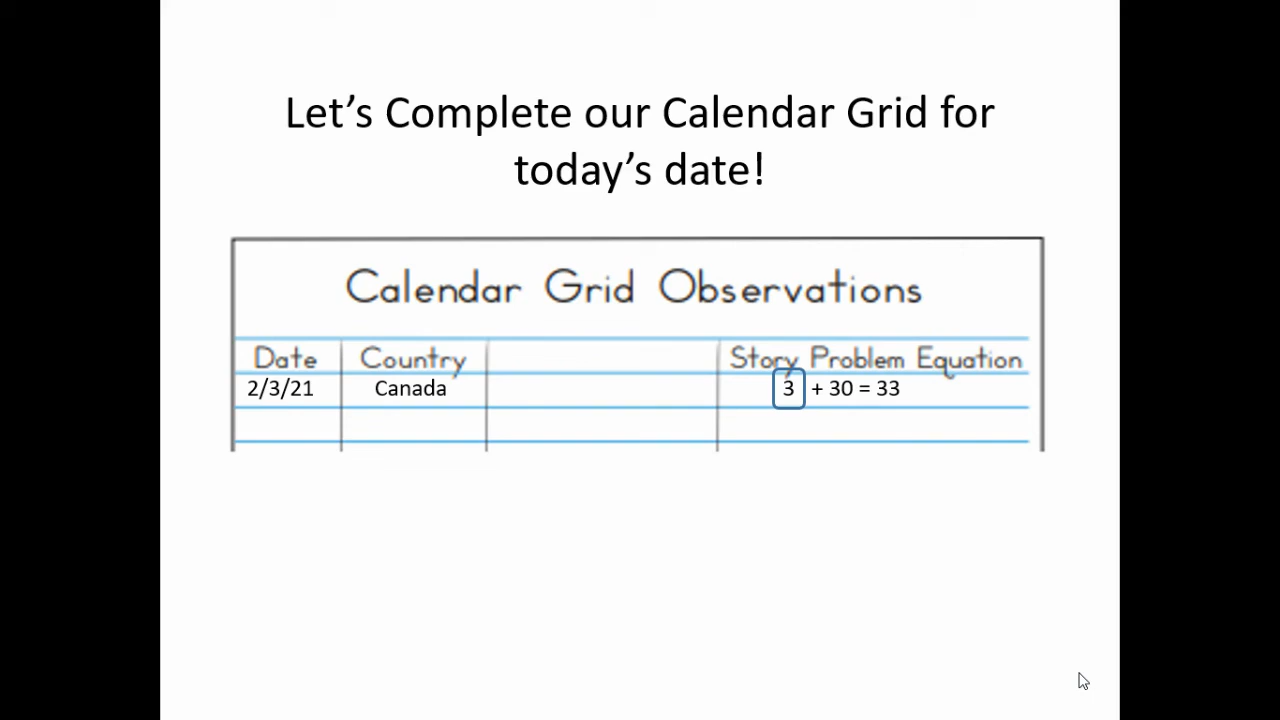 Let’s Complete our Calendar Grid for
today’s date!
Calendar Grid Observations
Date Country Story Problem Equation
2/3/21 Canada 3 + 30 = 33